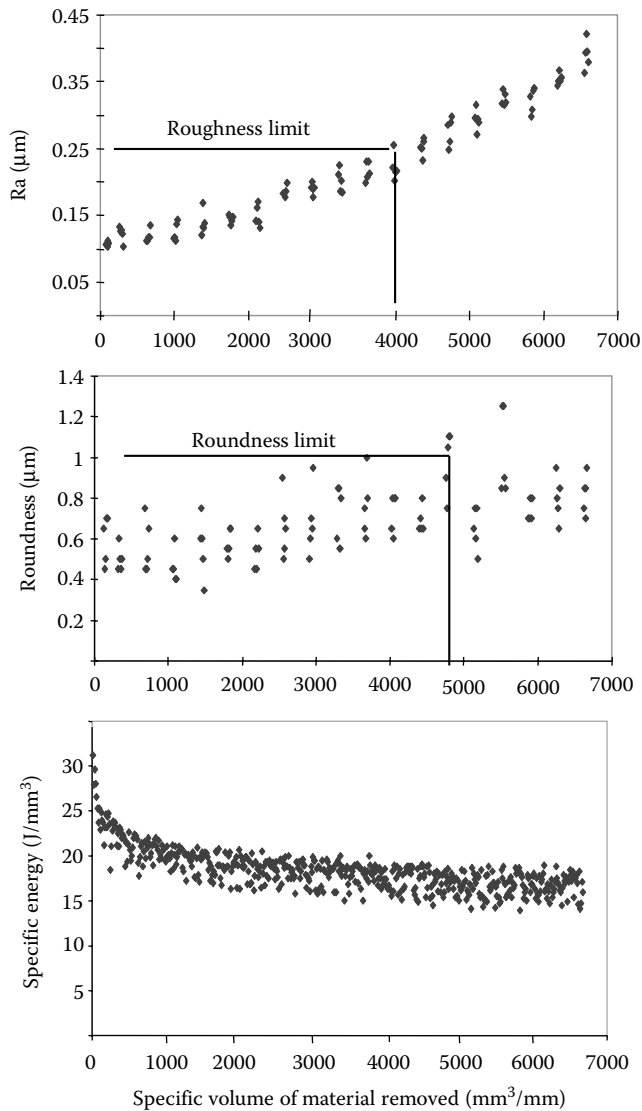 0.45
0.35
Roughness limit
0.25
Ra (µm)
0.15
0.05
0 1000 2000 3000 4000 5000 6000 7000
1.4
1.2
Roundness limit
1
0.8
Roundness (µm)
0.6
0.4
0.2
0 1000 2000 3000 4000 5000 6000 7000
30
25
20
Specific energy (J/mm³)
15
10
5
0 1000 2000 3000 4000 5000 6000 7000
Specific volume of material removed (mm³/mm)